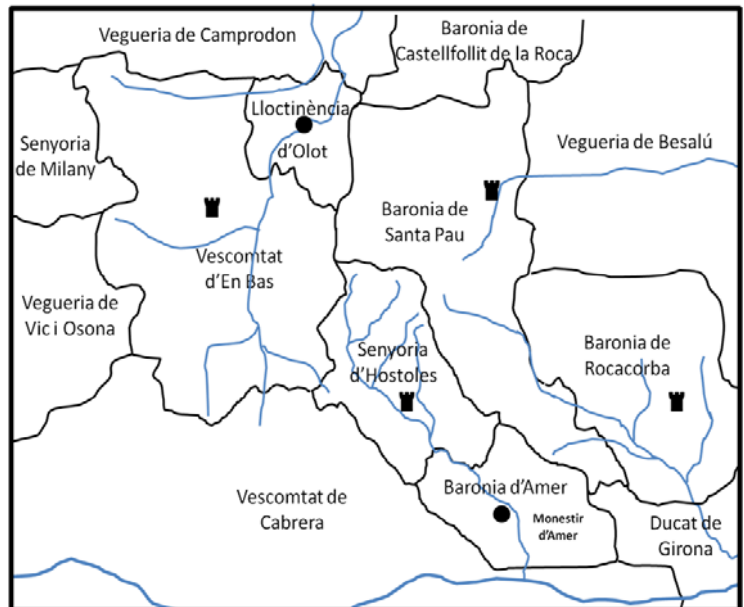 Vegueria de Camprodon
Baronia de
Castellfollit de la Roca
Lloctinència
d'Olot
Senyoria
de Milany
Vegueria de Besalú
Baronia de
Santa Pau
Vescomtat
d'En Bas
Vegueria de
Vic i Osona
Senyoria
d'Hostoles
Baronia de
Rocacorba
Vescomtat de
Cabrera
Baronia d'Amer
Monestir
d'Amer
Ducat de
Girona